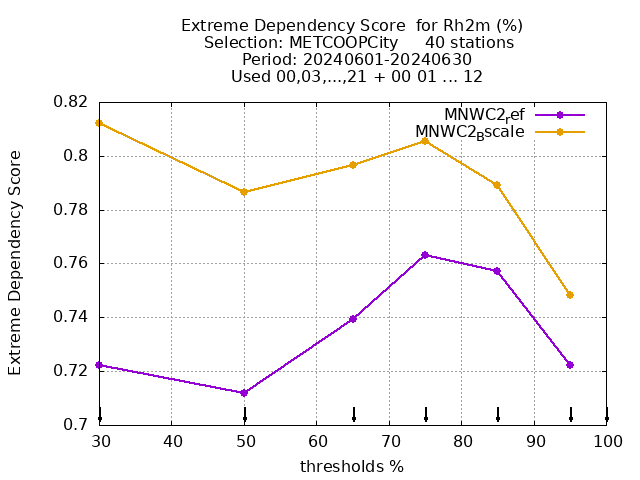 Extreme Dependency Score  for Rh2m (%)
Selection: METCOOPCity     40 stations
Period: 20240601-20240630
Used 00,03,...,21 + 00 01 ... 12
MNWC2_ref
MNWC2_Bscale
0.82
0.8
0.78
0.76
0.74
0.72
0.7
Extreme Dependency Score
30 40 50 60 70 80 90 100
thresholds %